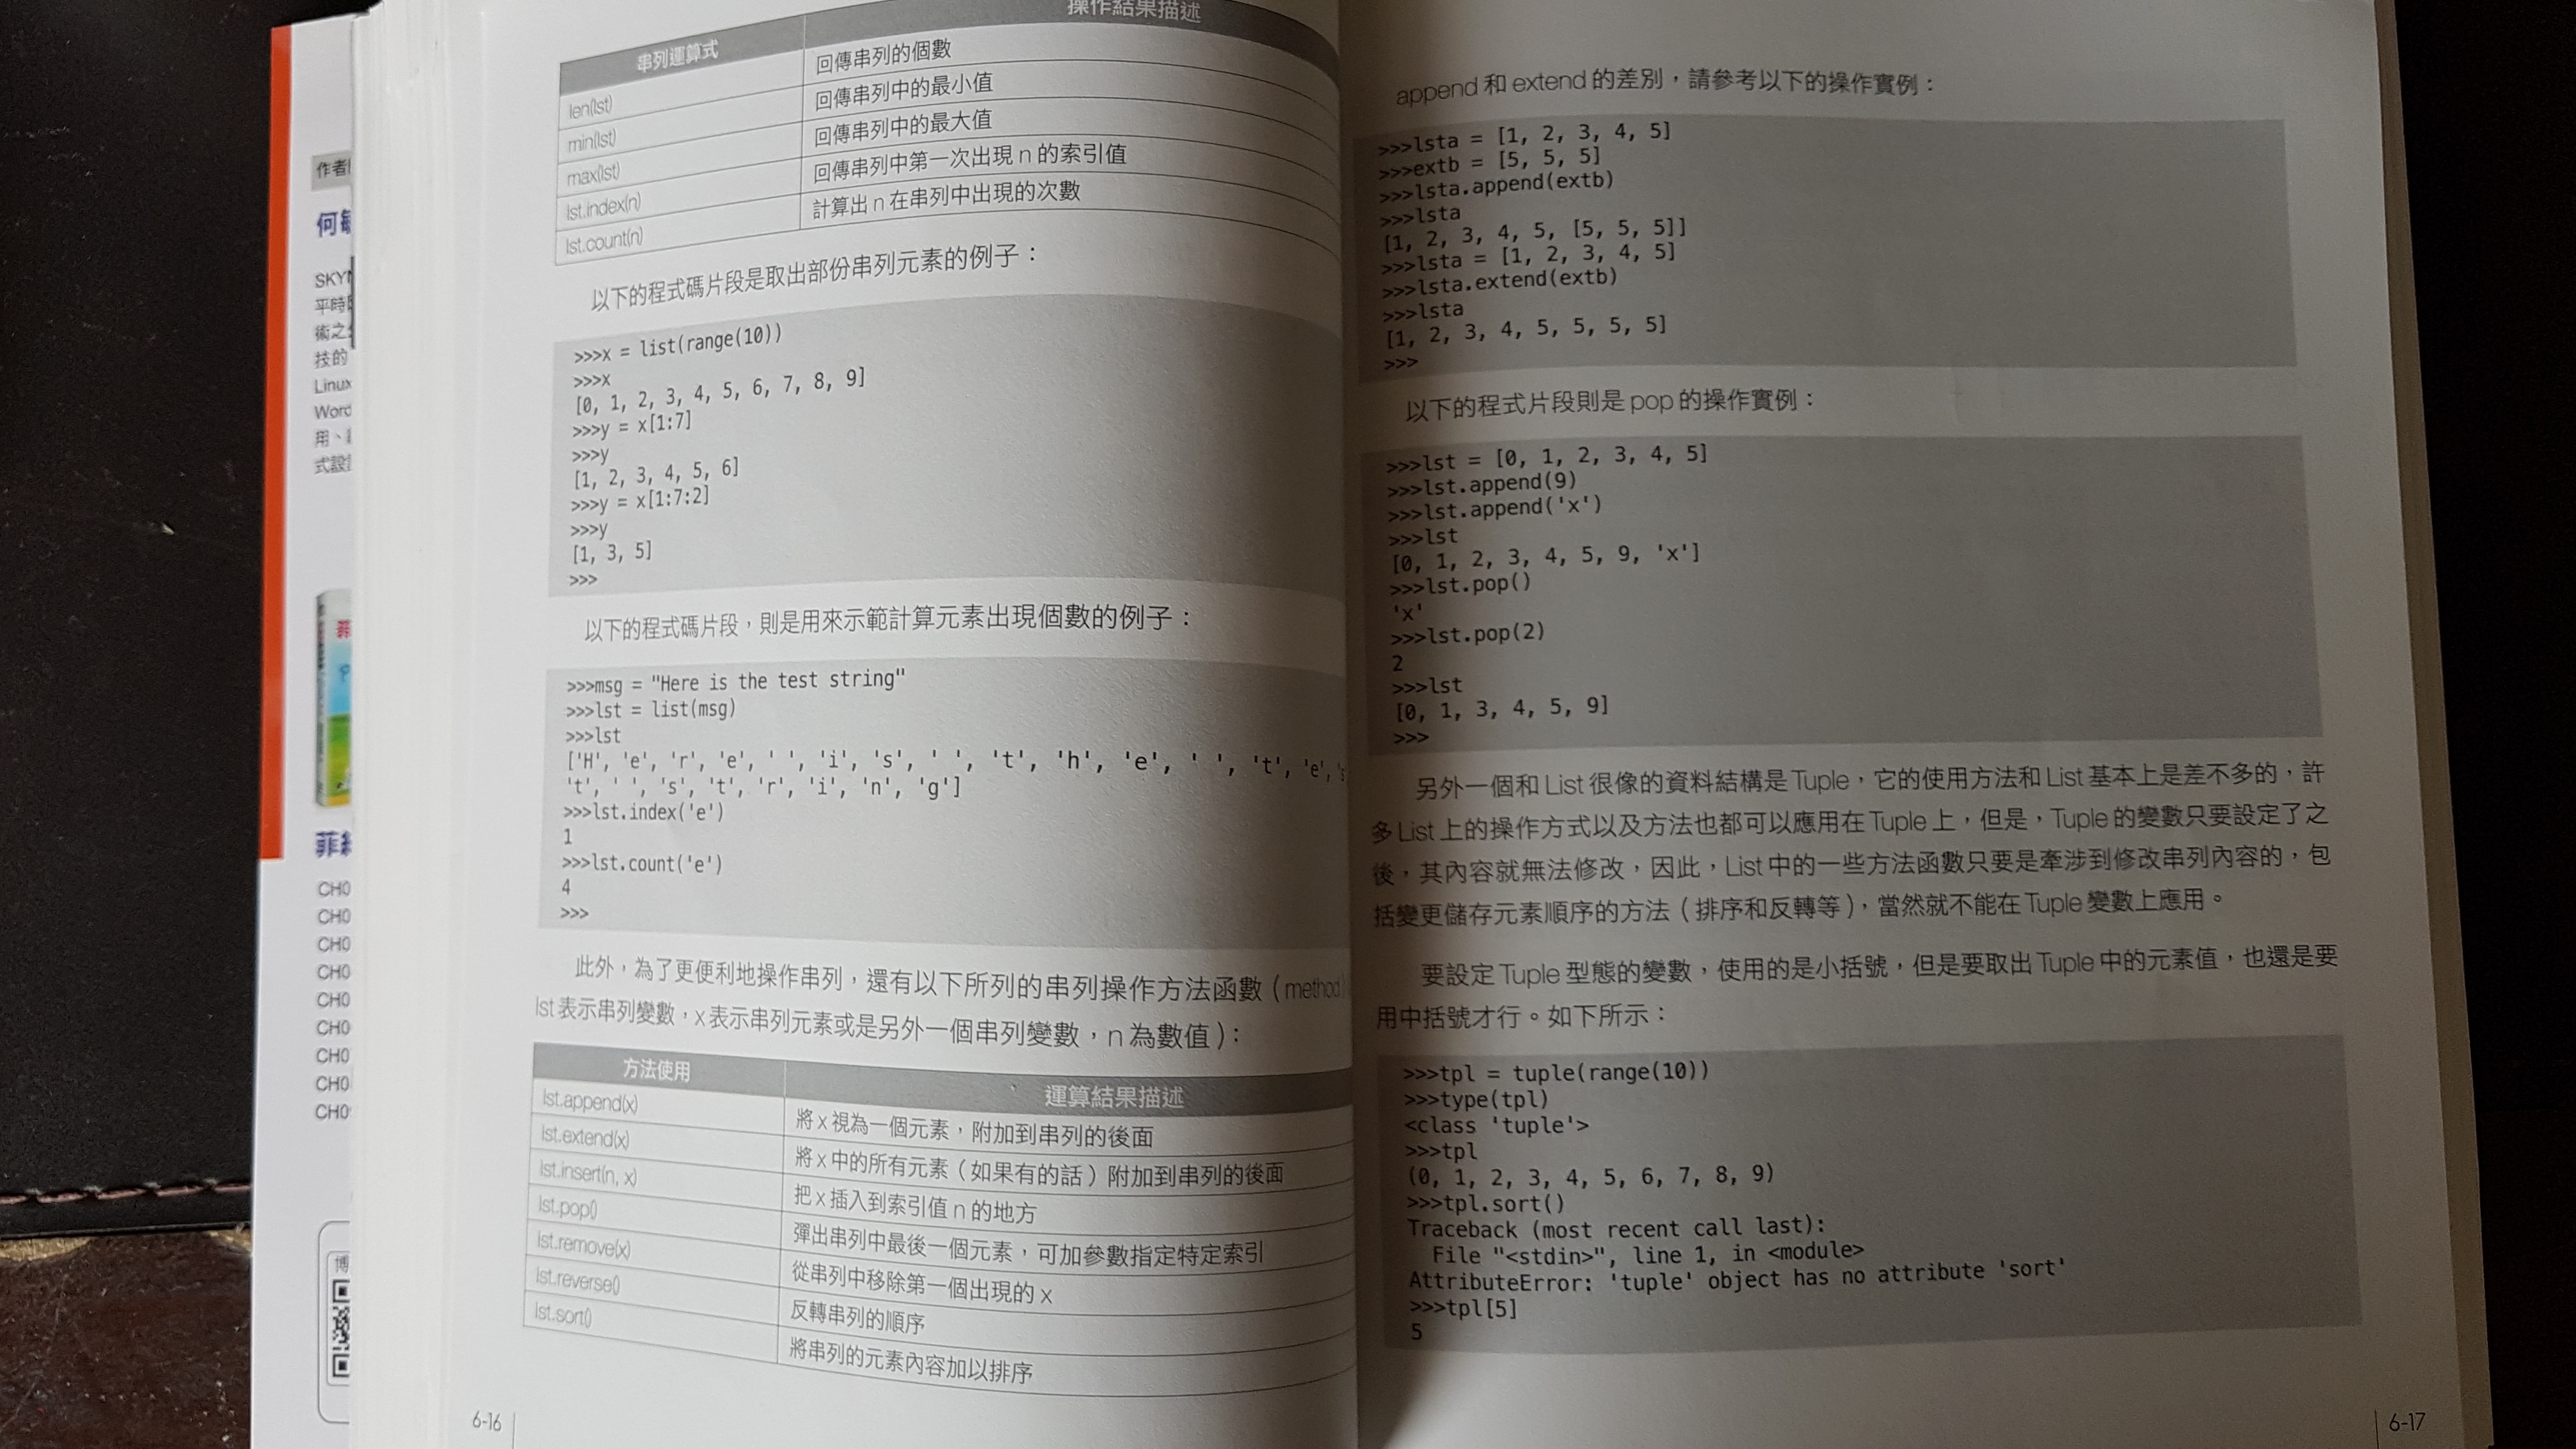 作者
何敏
SKYN
平時
術之
技的
Linux
Word
用、
式設
菲
CH0
CH0
CH0
CH0
CH0
CH0
CH0
CH0
CH0
博
串列運算式 操作結果描述
len(lst) 回傳串列的個數
min(lst) 回傳串列中的最小值
max(lst) 回傳串列中的最大值
lst.index(n) 回傳串列中第一次出現 n 的索引值
lst.count(n) 計算出 n 在串列中出現的次數
以下的程式碼片段是取出部份串列元素的例子：
>>>x = list(range(10))
>>>x
[0, 1, 2, 3, 4, 5, 6, 7, 8, 9]
>>>y = x[1:7]
>>>y
[1, 2, 3, 4, 5, 6]
>>>y = x[1:7:2]
>>>y
[1, 3, 5]
>>>
以下的程式碼片段，則是用來示範計算元素出現個數的例子：
>>>msg = "Here is the test string"
>>>lst = list(msg)
>>>lst
['H', 'e', 'r', 'e', ' ', 'i', 's', ' ', 't', 'h', 'e', ' ', 't', 'e', 's
't', ' ', 's', 't', 'r', 'i', 'n', 'g']
>>>lst.index('e')
1
>>>lst.count('e')
4
>>>
此外，為了更便利地操作串列，還有以下所列的串列操作方法函數（method）
lst 表示串列變數，x 表示串列元素或是另外一個串列變數，n 為數值）：
方法使用 運算結果描述
lst.append(x) 將 x 視為一個元素，附加到串列的後面
lst.extend(x) 將 x 中的所有元素（如果有的話）附加到串列的後面
lst.insert(n, x) 把 x 插入到索引值 n 的地方
lst.pop() 彈出串列中最後一個元素，可加參數指定特定索引
lst.remove(x) 從串列中移除第一個出現的 x
lst.reverse() 反轉串列的順序
lst.sort() 將串列的元素內容加以排序
6-16
append 和 extend 的差別，請參考以下的操作實例：
>>>lsta = [1, 2, 3, 4, 5]
>>>extb = [5, 5, 5]
>>>lsta.append(extb)
>>>lsta
[1, 2, 3, 4, 5, [5, 5, 5]]
>>>lsta = [1, 2, 3, 4, 5]
>>>lsta.extend(extb)
>>>lsta
[1, 2, 3, 4, 5, 5, 5, 5]
>>>
以下的程式片段則是 pop 的操作實例：
>>>lst = [0, 1, 2, 3, 4, 5]
>>>lst.append(9)
>>>lst.append('x')
>>>lst
[0, 1, 2, 3, 4, 5, 9, 'x']
>>>lst.pop()
'x'
>>>lst.pop(2)
2
>>>lst
[0, 1, 3, 4, 5, 9]
>>>
另外一個和 List 很像的資料結構是 Tuple，它的使用方法和 List 基本上是差不多的，許
多 List 上的操作方式以及方法也都可以應用在 Tuple 上，但是，Tuple 的變數只要設定了之
後，其內容就無法修改，因此，List 中的一些方法函數只要是牽涉到修改串列內容的，包
括變更儲存元素順序的方法（排序和反轉等），當然就不能在 Tuple 變數上應用。
要設定 Tuple 型態的變數，使用的是小括號，但是要取出 Tuple 中的元素值，也還是要
用中括號才行。如下所示：
>>>tpl = tuple(range(10))
>>>type(tpl)
<class 'tuple'>
>>>tpl
(0, 1, 2, 3, 4, 5, 6, 7, 8, 9)
>>>tpl.sort()
Traceback (most recent call last):
  File "<stdin>", line 1, in <module>
AttributeError: 'tuple' object has no attribute 'sort'
>>>tpl[5]
5
6-17